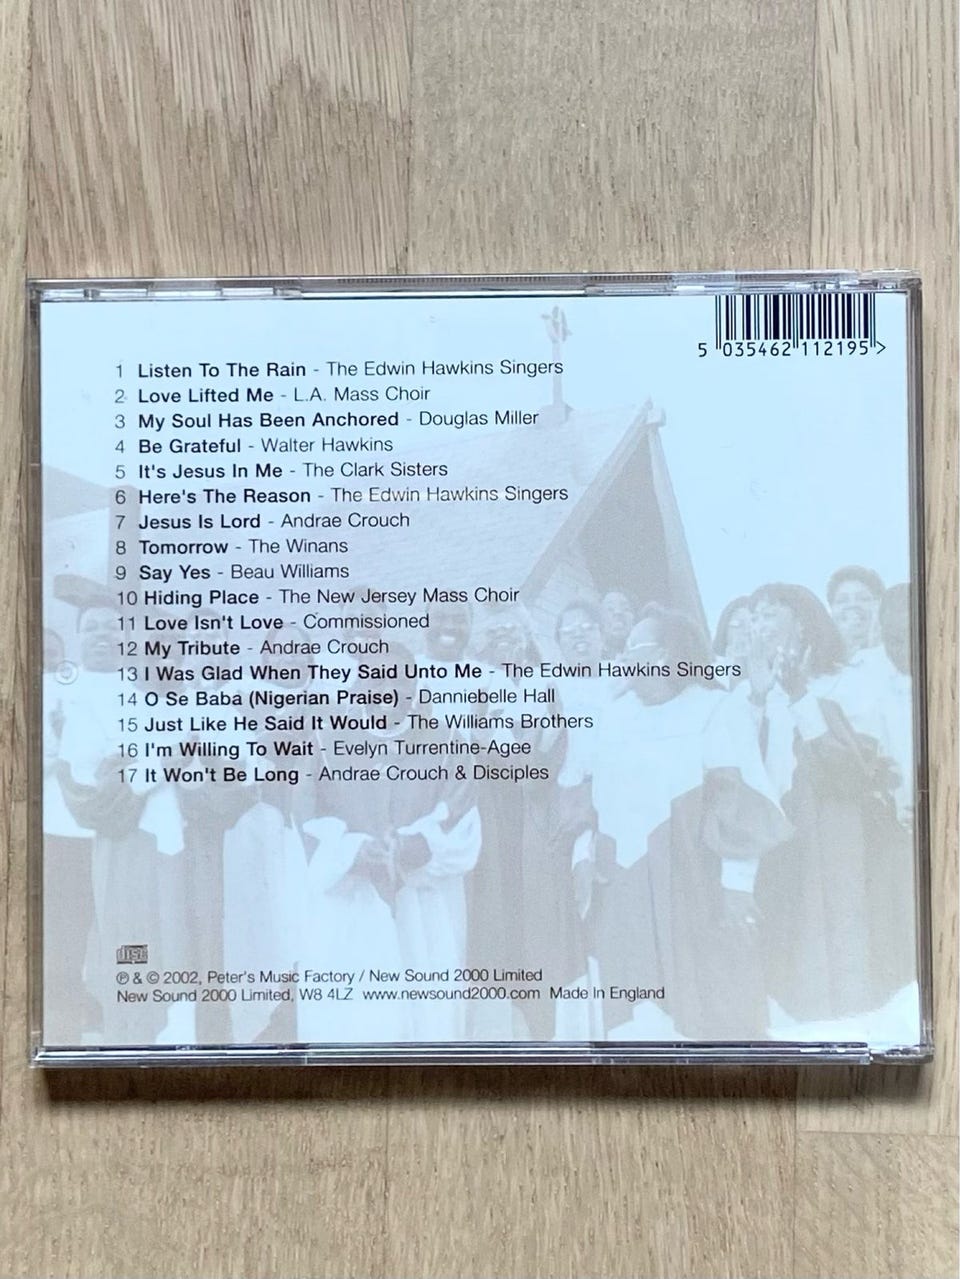 5 035462 112195 >
1 Listen To The Rain - The Edwin Hawkins Singers
2 Love Lifted Me - L.A. Mass Choir
3 My Soul Has Been Anchored - Douglas Miller
4 Be Grateful - Walter Hawkins
5 It's Jesus In Me - The Clark Sisters
6 Here's The Reason - The Edwin Hawkins Singers
7 Jesus Is Lord - Andrae Crouch
8 Tomorrow - The Winans
9 Say Yes - Beau Williams
10 Hiding Place - The New Jersey Mass Choir
11 Love Isn't Love - Commissioned
12 My Tribute - Andrae Crouch
13 I Was Glad When They Said Unto Me - The Edwin Hawkins Singers
14 O Se Baba (Nigerian Praise) - Danniebelle Hall
15 Just Like He Said It Would - The Williams Brothers
16 I'm Willing To Wait - Evelyn Turrentine-Agee
17 It Won't Be Long - Andrae Crouch & Disciples
disc
℗ & © 2002, Peter's Music Factory / New Sound 2000 Limited
New Sound 2000 Limited, W8 4LZ www.newsound2000.com Made In England